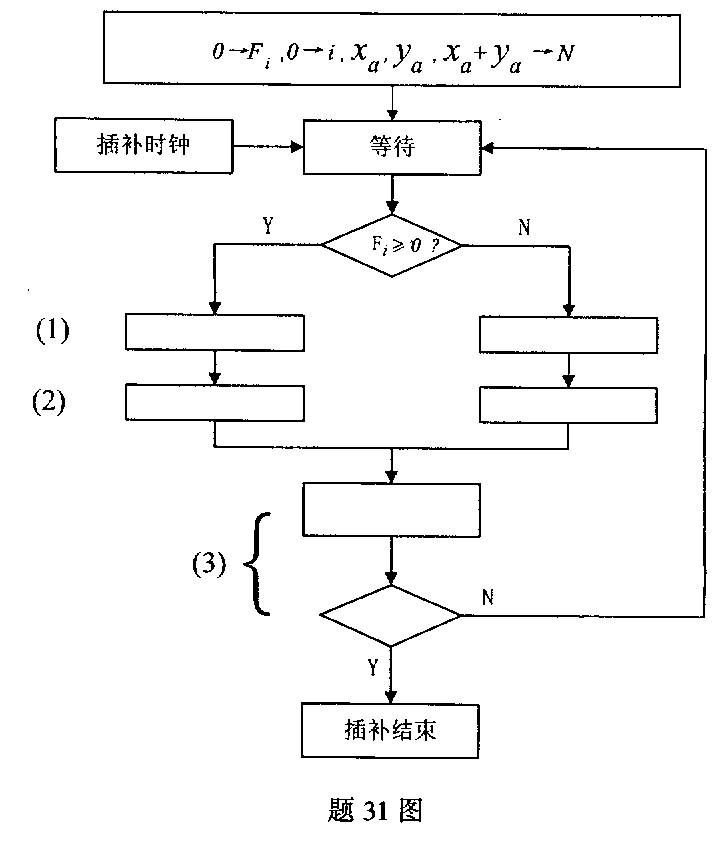 0→Fi ,0→i, xa, ya , xa+ya→N
插补时钟
等待
Y
Fi≥0 ?
N
(1)
(2)
(3)
N
Y
插补结束
题 31 图